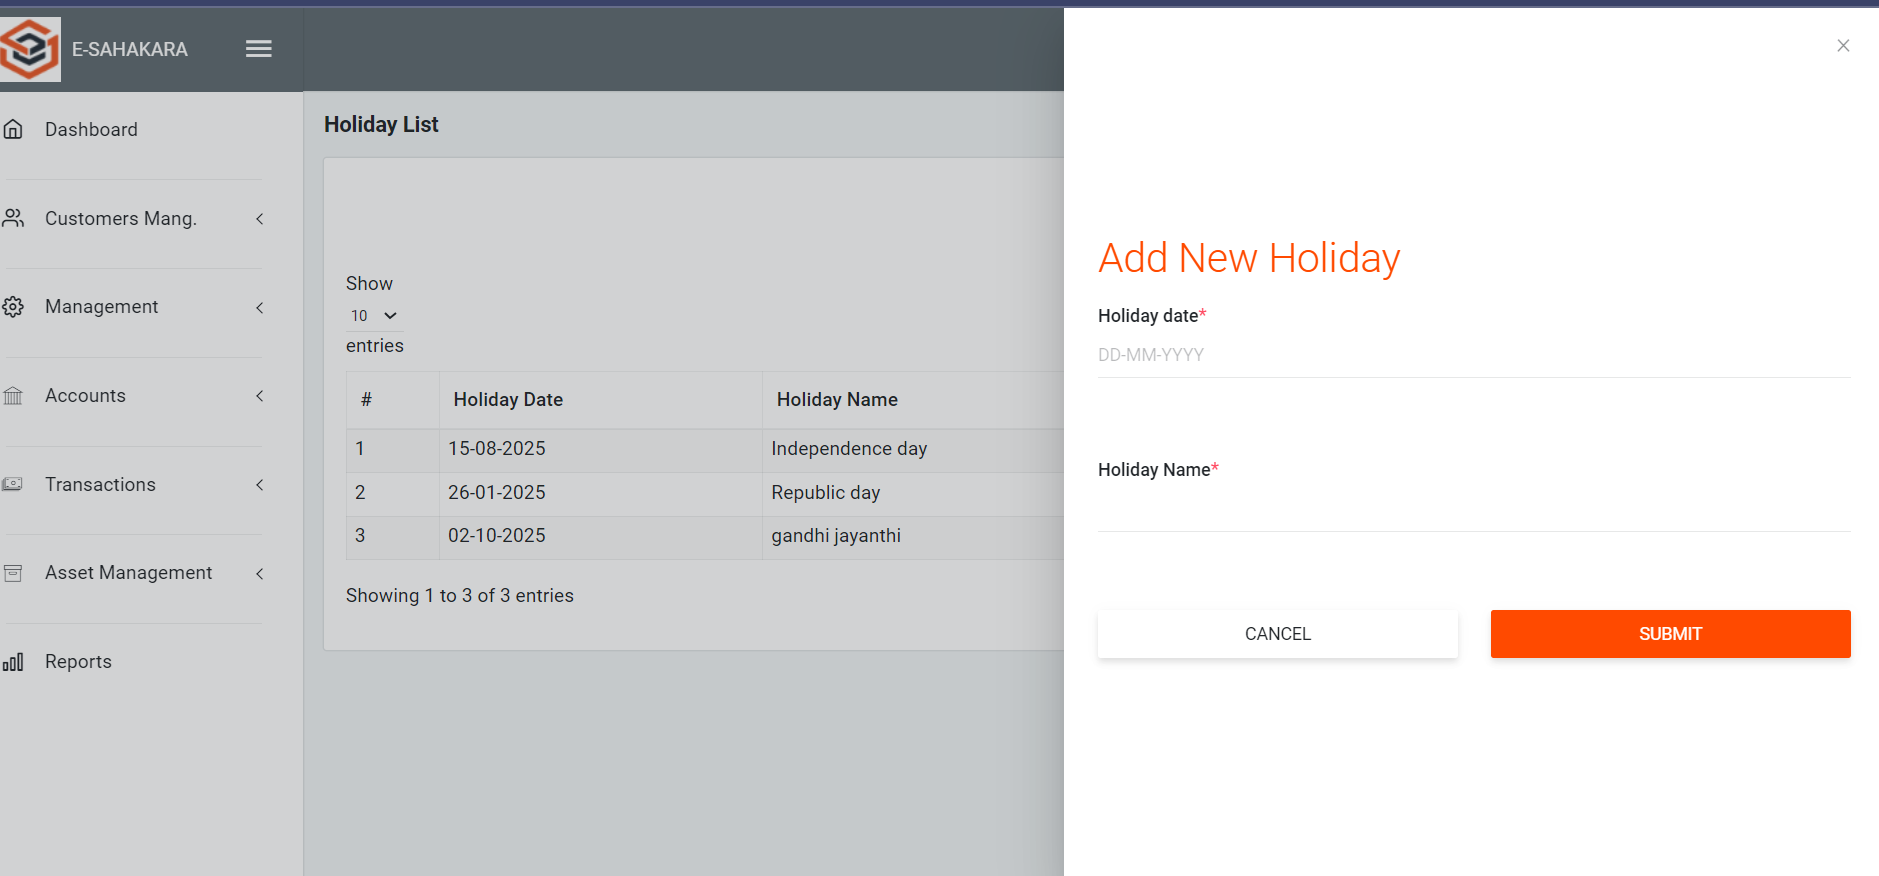 E-SAHAKARA
Dashboard
Customers Mang.
Management
Accounts
Transactions
Asset Management
Reports
Holiday List
Show
10
entries
# Holiday Date Holiday Name
1 15-08-2025 Independence day
2 26-01-2025 Republic day
3 02-10-2025 gandhi jayanthi
Showing 1 to 3 of 3 entries
Add New Holiday
Holiday date*
DD-MM-YYYY
Holiday Name*
CANCEL SUBMIT